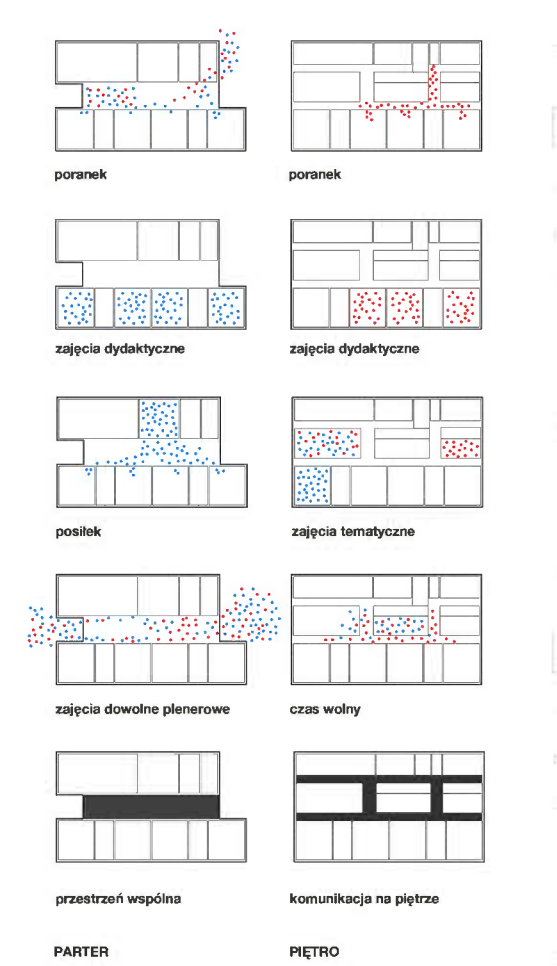 poranek
poranek
zajęcia dydaktyczne
zajęcia dydaktyczne
posiłek
zajęcia tematyczne
zajęcia dowolne plenerowe
czas wolny
przestrzeń wspólna
komunikacja na piętrze
PARTER
PIĘTRO